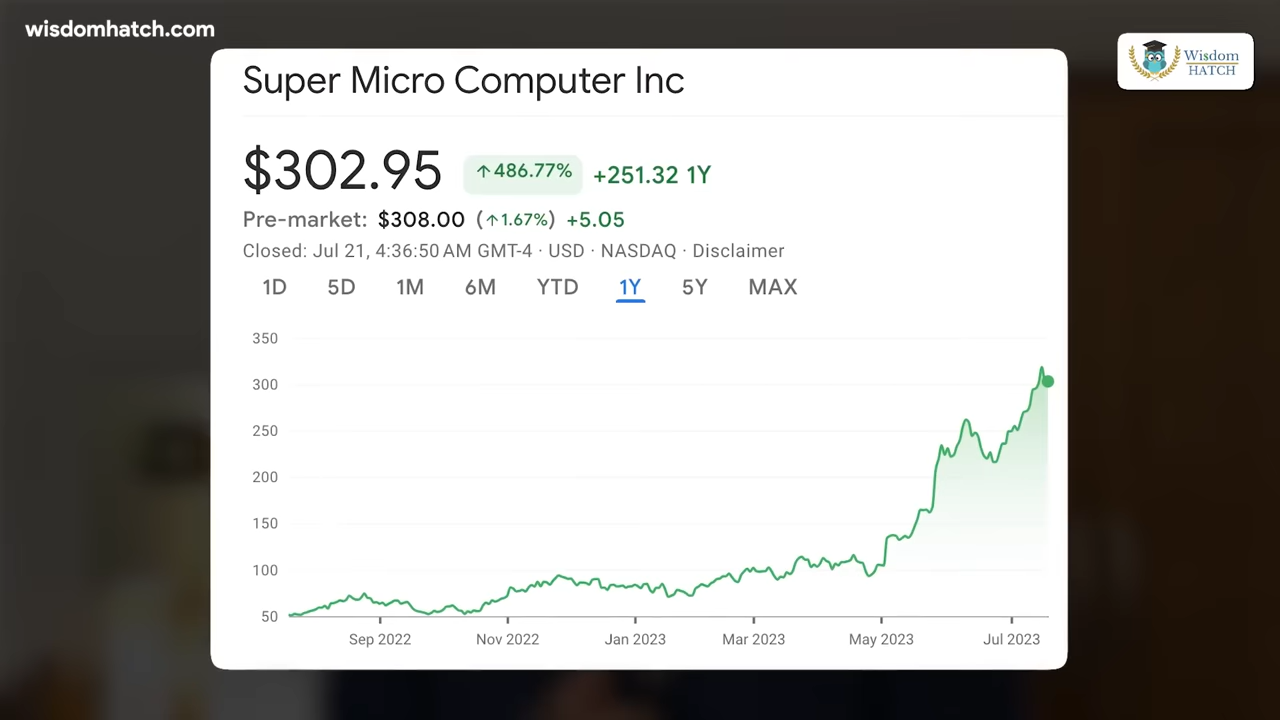 wisdomhatch.com
Wisdom
HATCH
Super Micro Computer Inc
$302.95 ↑486.77% +251.32 1Y
Pre-market: $308.00 (↑1.67%) +5.05
Closed: Jul 21, 4:36:50 AM GMT-4 · USD · NASDAQ · Disclaimer
1D 5D 1M 6M YTD 1Y 5Y MAX
350
300
250
200
150
100
50
Sep 2022 Nov 2022 Jan 2023 Mar 2023 May 2023 Jul 2023